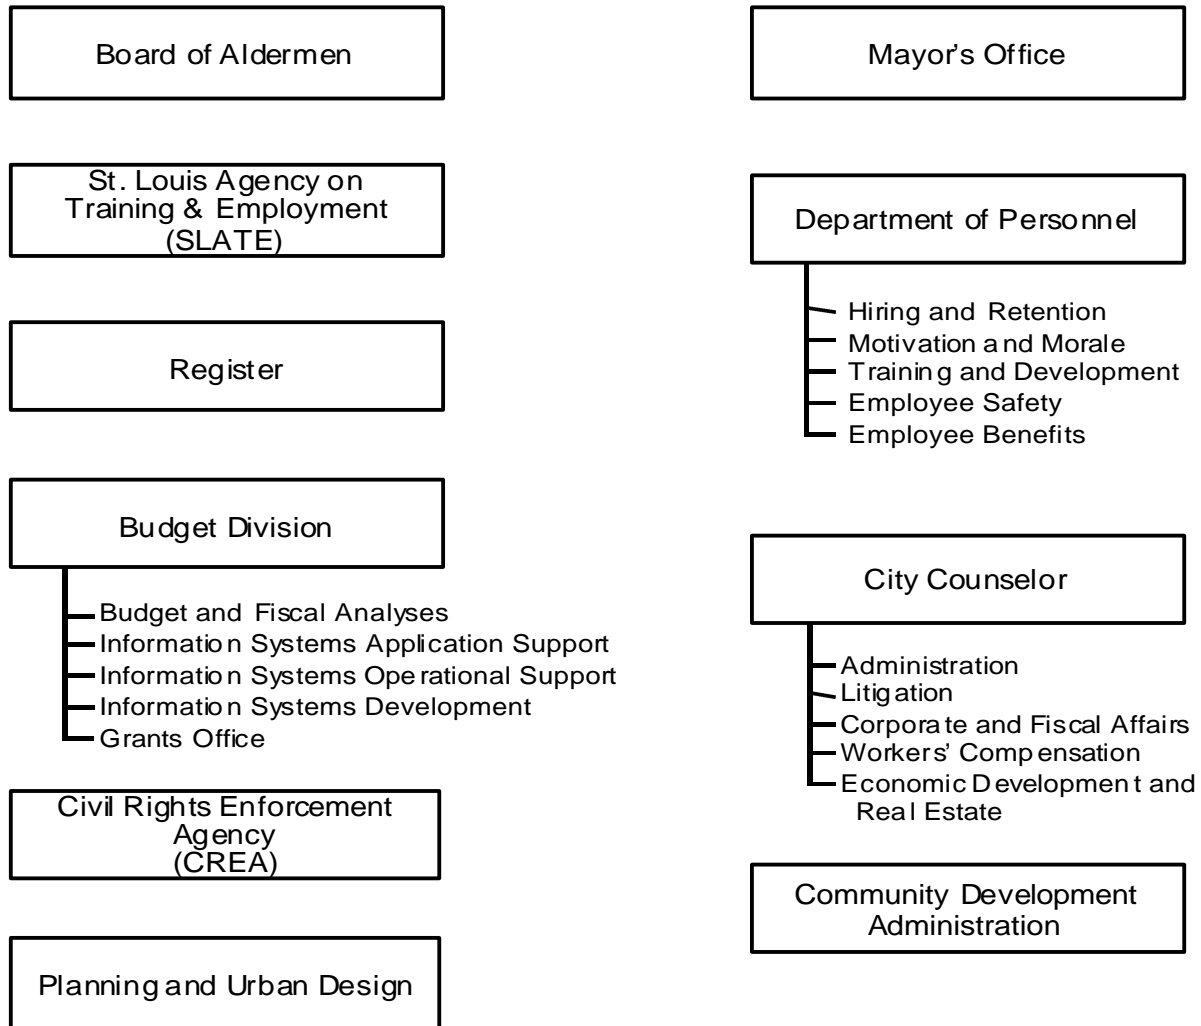 Board of Aldermen
St. Louis Agency on
Training & Employment
(SLATE)
Register
Budget Division
Budget and Fiscal Analyses
Information Systems Application Support
Information Systems Operational Support
Information Systems Development
Grants Office
Civil Rights Enforcement
Agency
(CREA)
Planning and Urban Design
Mayor's Office
Department of Personnel
Hiring and Retention
Motivation and Morale
Training and Development
Employee Safety
Employee Benefits
City Counselor
Administration
Litigation
Corporate and Fiscal Affairs
Workers' Compensation
Economic Development and
Real Estate
Community Development
Administration